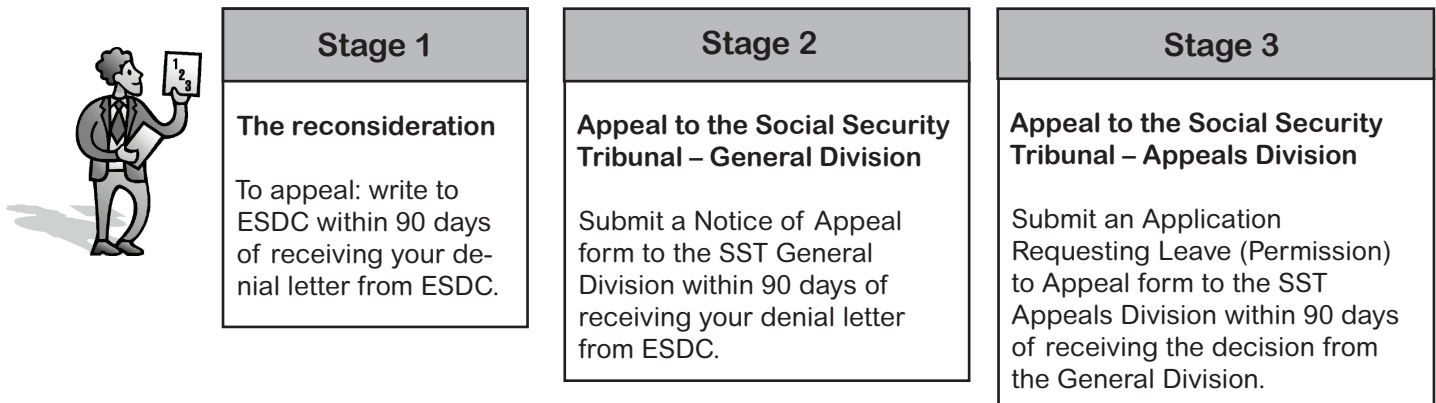 1
2
3
Stage 1
The reconsideration
To appeal: write to
ESDC within 90 days
of receiving your de-
nial letter from ESDC.
Stage 2
Appeal to the Social Security
Tribunal – General Division
Submit a Notice of Appeal
form to the SST General
Division within 90 days of
receiving your denial letter
from ESDC.
Stage 3
Appeal to the Social Security
Tribunal – Appeals Division
Submit an Application
Requesting Leave (Permission)
to Appeal form to the SST
Appeals Division within 90 days
of receiving the decision from
the General Division.